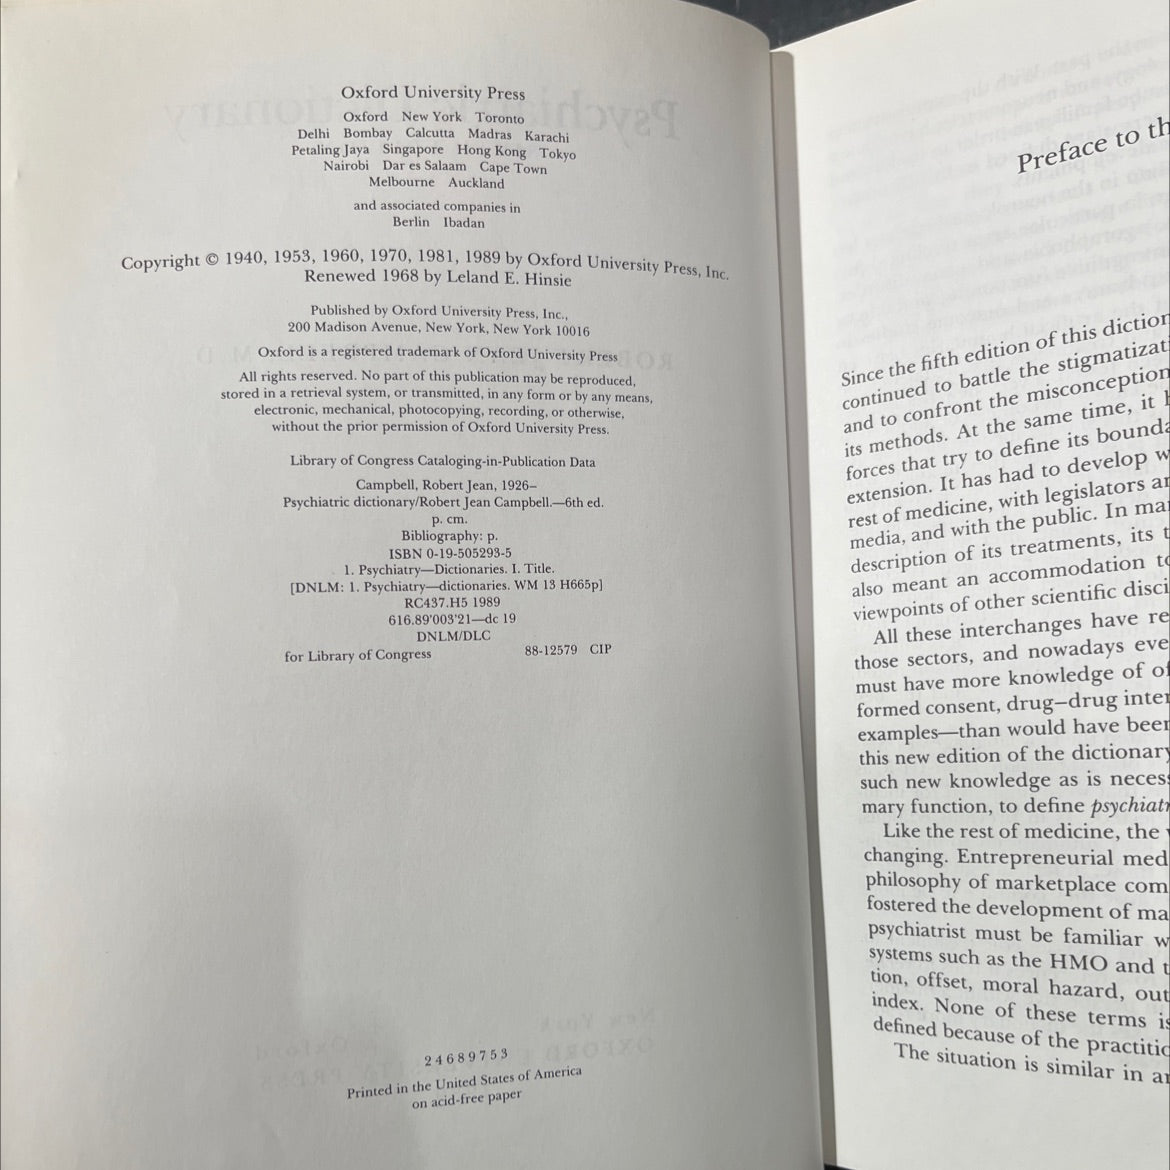 Oxford University Press
Oxford New York Toronto
Delhi Bombay Calcutta Madras Karachi
Petaling Jaya Singapore Hong Kong Tokyo
Nairobi Dar es Salaam Cape Town
Melbourne Auckland
and associated companies in
Berlin Ibadan
Copyright © 1940, 1953, 1960, 1970, 1981, 1989 by Oxford University Press, Inc.
Renewed 1968 by Leland E. Hinsie
Published by Oxford University Press, Inc.,
200 Madison Avenue, New York, New York 10016
Oxford is a registered trademark of Oxford University Press
All rights reserved. No part of this publication may be reproduced,
stored in a retrieval system, or transmitted, in any form or by any means,
electronic, mechanical, photocopying, recording, or otherwise,
without the prior permission of Oxford University Press.
Library of Congress Cataloging-in-Publication Data
Campbell, Robert Jean, 1926–
Psychiatric dictionary/Robert Jean Campbell.—6th ed.
p. cm.
Bibliography: p.
ISBN 0-19-505293-5
1. Psychiatry—Dictionaries. I. Title.
[DNLM: 1. Psychiatry—dictionaries. WM 13 H665p]
RC437.H5 1989
616.89'003'21—dc 19
DNLM/DLC
for Library of Congress 88-12579 CIP
2 4 6 8 9 7 5 3
Printed in the United States of America
on acid-free paper
Preface to th
Since the fifth edition of this diction
continued to battle the stigmatizati
and to confront the misconception
its methods. At the same time, it h
forces that try to define its bounda
extension. It has had to develop w
rest of medicine, with legislators an
media, and with the public. In man
description of its treatments, its t
also meant an accommodation to
viewpoints of other scientific disci
All these interchanges have re
those sectors, and nowadays eve
must have more knowledge of of
formed consent, drug–drug inter
examples—than would have been
this new edition of the dictionary
such new knowledge as is necess
mary function, to define psychiatr
Like the rest of medicine, the
changing. Entrepreneurial med
philosophy of marketplace com
fostered the development of ma
psychiatrist must be familiar w
systems such as the HMO and t
tion, offset, moral hazard, out
index. None of these terms is
defined because of the practitio
The situation is similar in ar